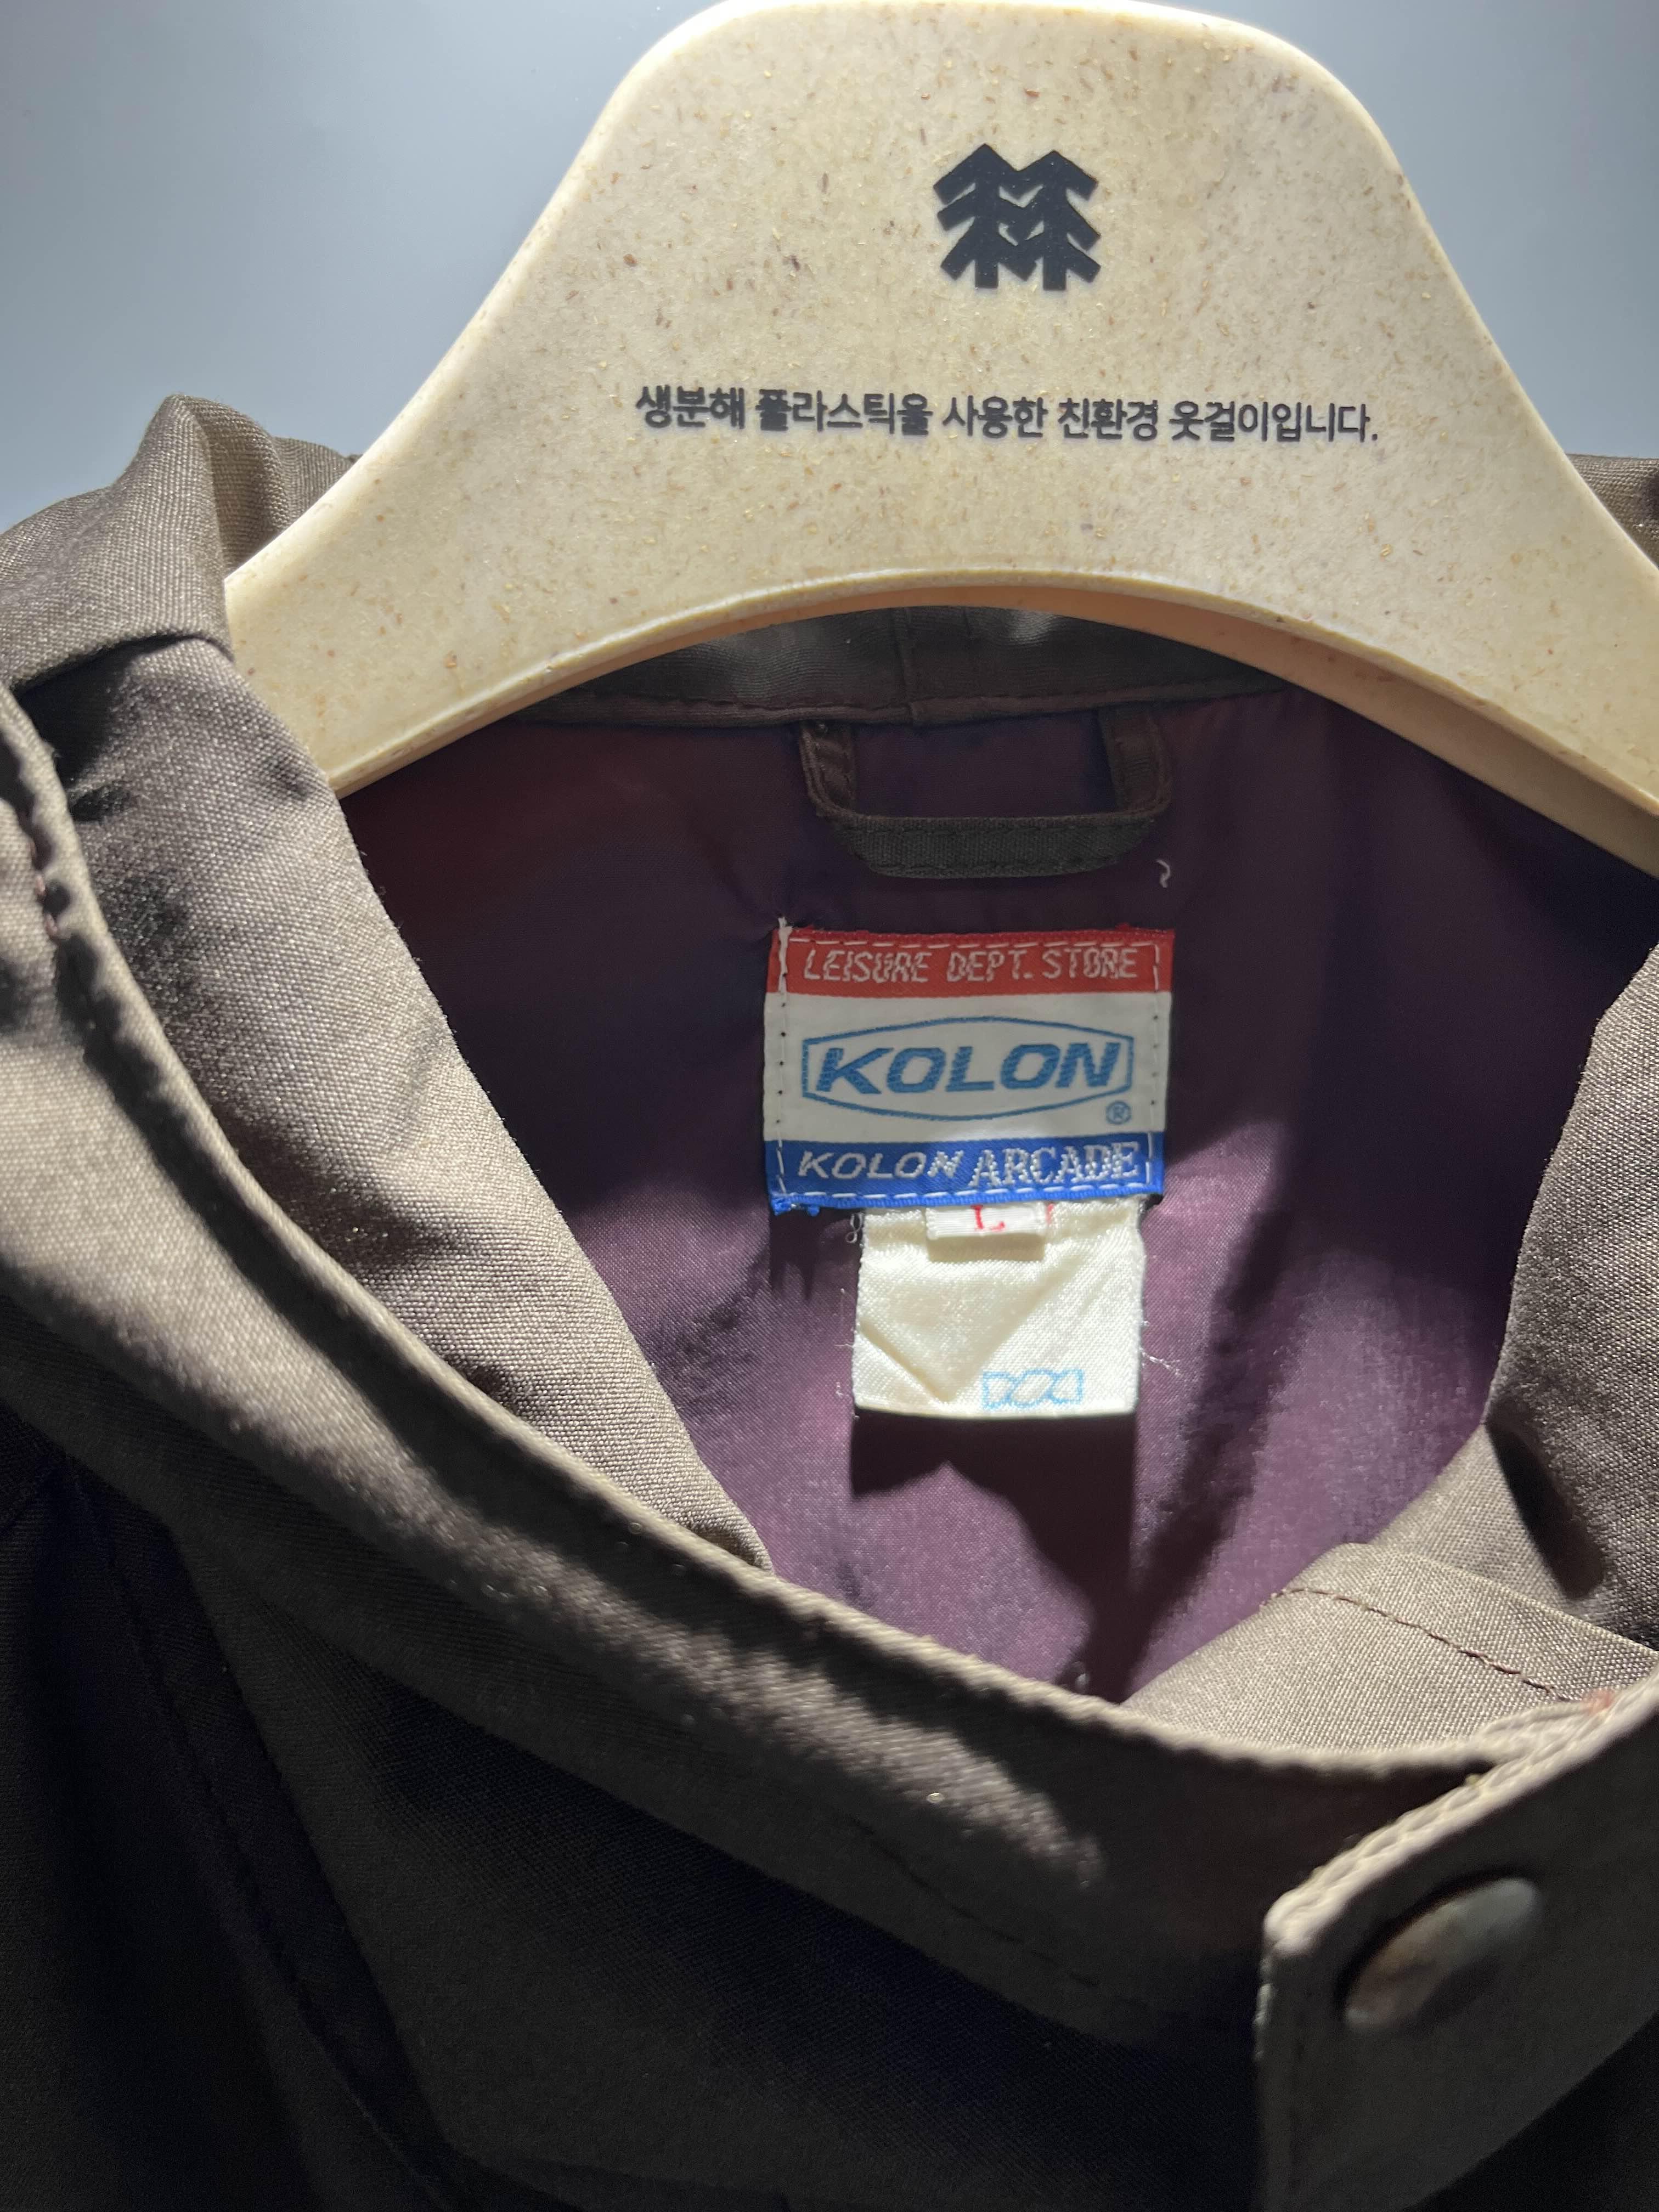 생분해 플라스틱을 사용한 친환경 옷걸이입니다.
LEISURE DEPT. STORE
KOLON
®
KOLON ARCADE
L